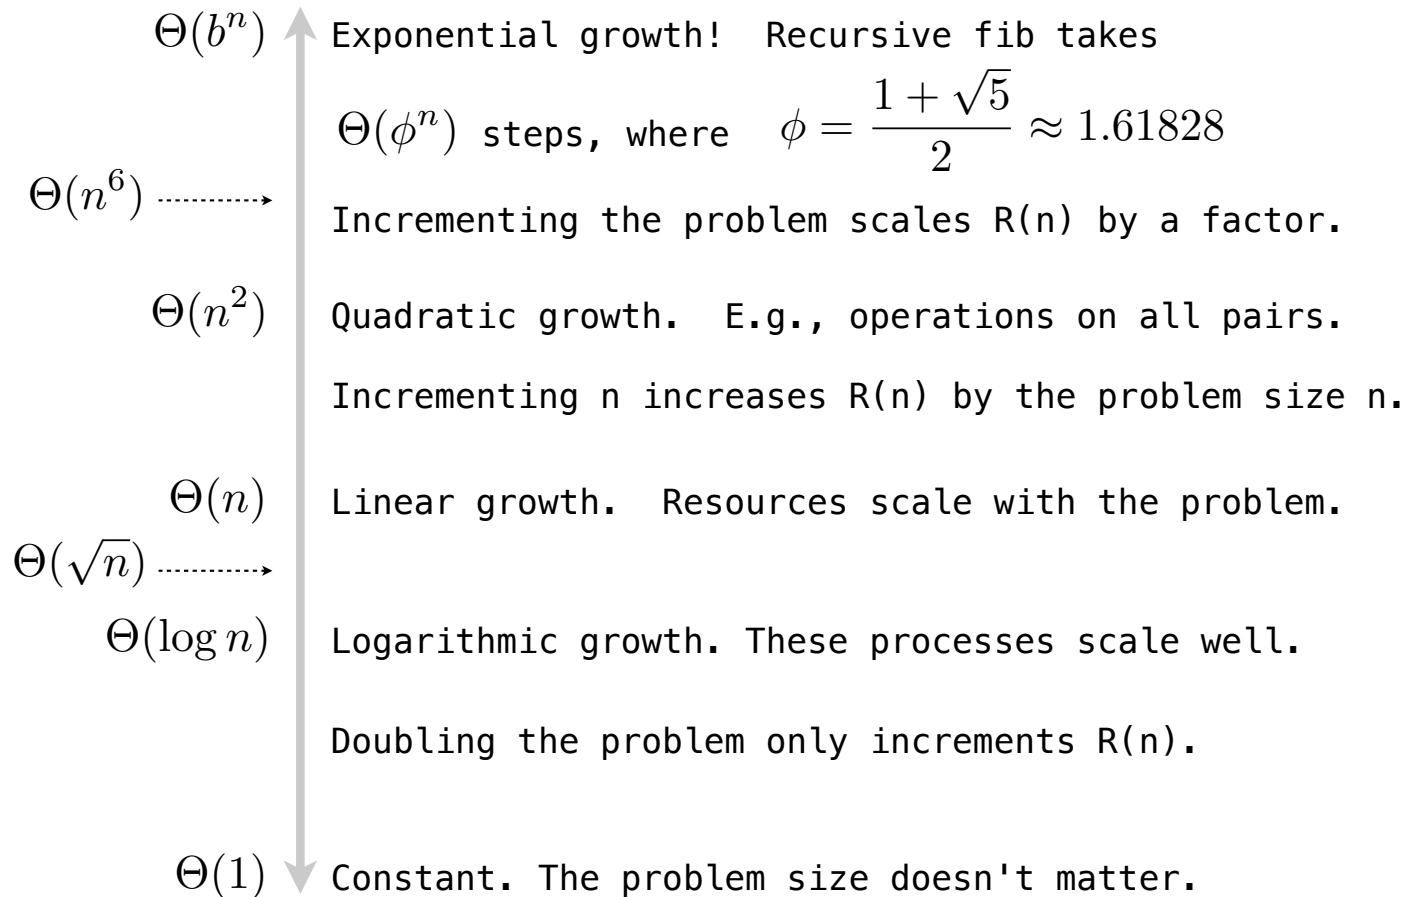 Θ(bⁿ) Exponential growth!  Recursive fib takes
Θ(ϕⁿ) steps, where ϕ = (1 + √5)/2 ≈ 1.61828
Θ(n⁶)
Incrementing the problem scales R(n) by a factor.
Θ(n²) Quadratic growth.  E.g., operations on all pairs.
Incrementing n increases R(n) by the problem size n.
Θ(n) Linear growth.  Resources scale with the problem.
Θ(√n)
Θ(log n) Logarithmic growth. These processes scale well.
Doubling the problem only increments R(n).
Θ(1) Constant. The problem size doesn't matter.